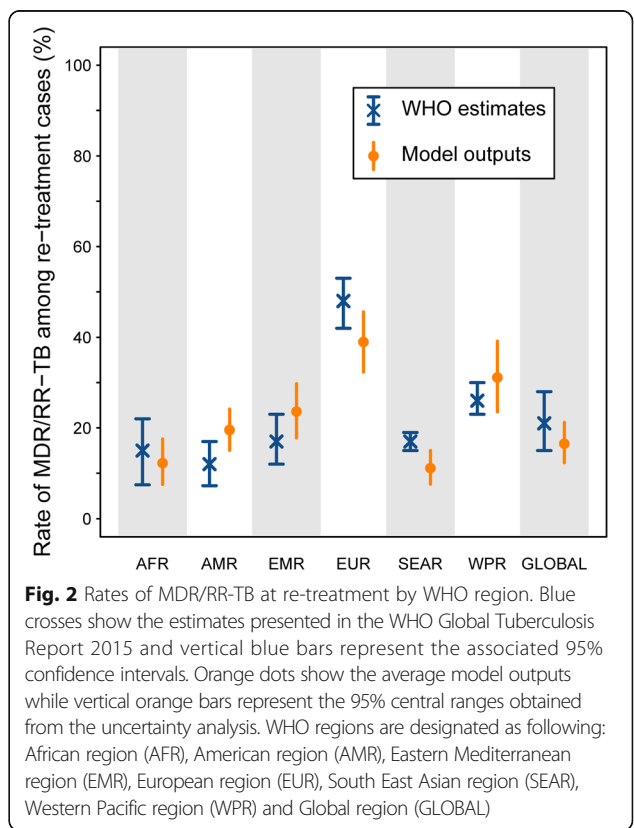 Rate of MDR/RR−TB among re−treatment cases (%)
100
80
60
40
20
0
WHO estimates
Model outputs
AFR AMR EMR EUR SEAR WPR GLOBAL
Fig. 2 Rates of MDR/RR-TB at re-treatment by WHO region. Blue
crosses show the estimates presented in the WHO Global Tuberculosis
Report 2015 and vertical blue bars represent the associated 95%
confidence intervals. Orange dots show the average model outputs
while vertical orange bars represent the 95% central ranges obtained
from the uncertainty analysis. WHO regions are designated as following:
African region (AFR), American region (AMR), Eastern Mediterranean
region (EMR), European region (EUR), South East Asian region (SEAR),
Western Pacific region (WPR) and Global region (GLOBAL)